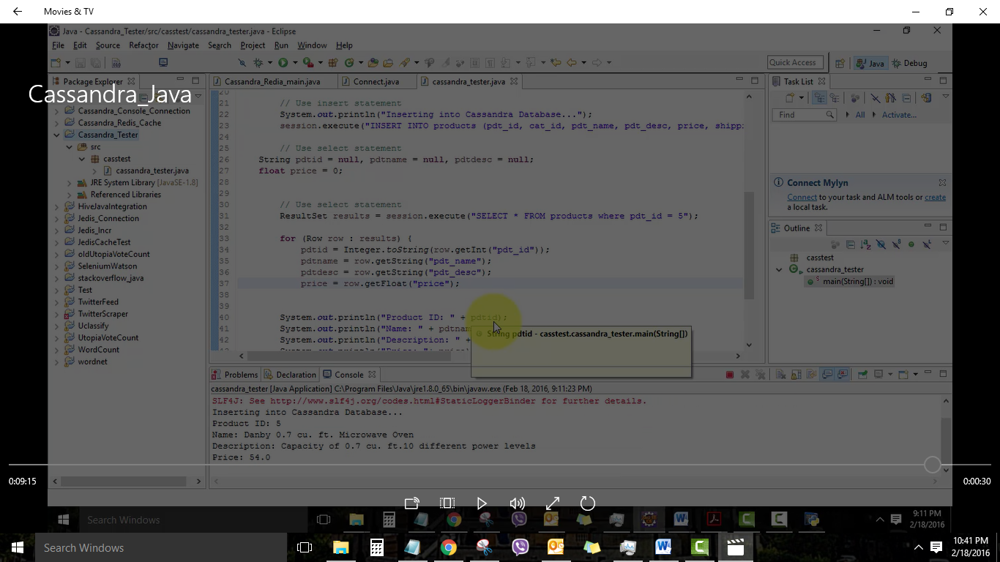 Movies & TV
Java - Cassandra_Tester/src/casstest/cassandra_tester.java - Eclipse
File Edit Source Refactor Navigate Search Project Run Window Help
Quick Access
Java
Debug
Package Explorer
Cassandra_Java
Cassandra_Console_Connection
Cassandra_Redis_Cache
Cassandra_Tester
src
casstest
cassandra_tester.java
JRE System Library [JavaSE-1.8]
Referenced Libraries
HiveJavaIntegration
Jedis_Connection
Jedis_Incr
JedisCacheTest
oldUtopiaVoteCount
SeleniumWatson
stackoverflow_java
Test
TwitterFeed
TwitterScraper
Uclassify
UtopiaVoteCount
WordCount
wordnet
Cassandra_Redia_main.java
Connect.java
cassandra_tester.java
20
21 // Use insert statement
22 System.out.println("Inserting into Cassandra Database...");
23 session.execute("INSERT INTO products (pdt_id, cat_id, pdt_name, pdt_desc, price, shippi
24
25 // Use select statement
26 String pdtid = null, pdtname = null, pdtdesc = null;
27 float price = 0;
28
29
30 // Use select statement
31 ResultSet results = session.execute("SELECT * FROM products where pdt_id = 5");
32
33 for (Row row : results) {
34 pdtid = Integer.toString(row.getInt("pdt_id"));
35 pdtname = row.getString("pdt_name");
36 pdtdesc = row.getString("pdt_desc");
37 price = row.getFloat("price");
38
39
40 System.out.println("Product ID: " + pdtid);
41 System.out.println("Name: " + pdtnam
42 System.out.println("Description: " +
String pdtid - casstest.cassandra_tester.main(String[])
Task List
Find
All
Activate...
Connect Mylyn
Connect to your task and ALM tools or create
a local task.
Outline
casstest
cassandra_tester
main(String[]) : void
Problems
Declaration
Console
cassandra_tester [Java Application] C:\Program Files\Java\jre1.8.0_65\bin\javaw.exe (Feb 18, 2016, 9:11:23 PM)
SLF4J: See http://www.slf4j.org/codes.html#StaticLoggerBinder for further details.
Inserting into Cassandra Database...
Product ID: 5
Name: Danby 0.7 cu. ft. Microwave Oven
Description: Capacity of 0.7 cu. ft.10 different power levels
Price: 54.0
0:09:15
0:00:30
Search Windows
9:11 PM
2/18/2016
Search Windows
10:41 PM
2/18/2016